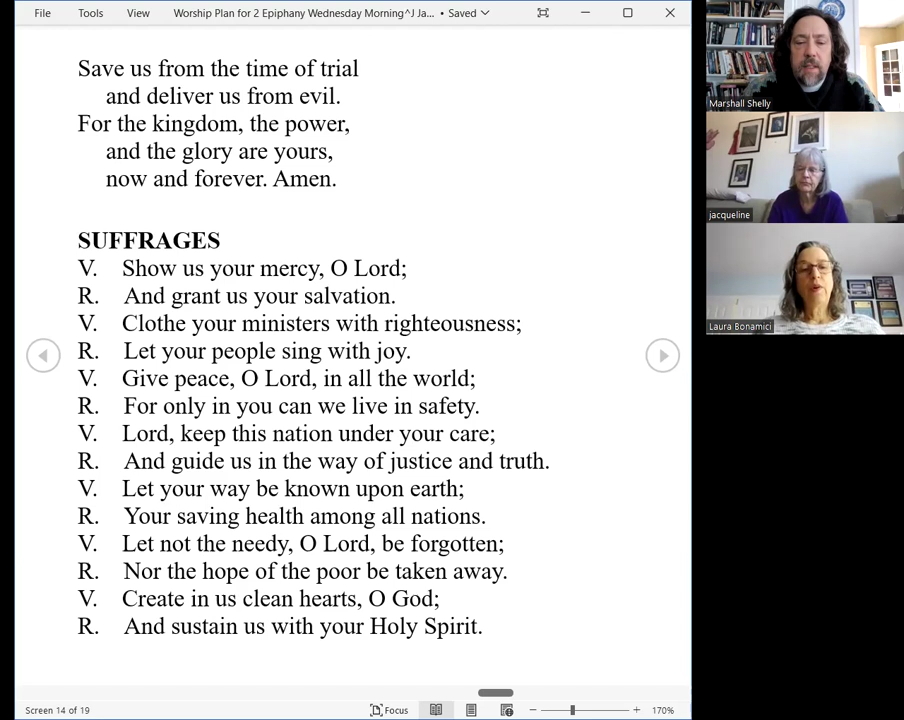 File Tools View Worship Plan for 2 Epiphany Wednesday Morning^J Ja... • Saved
Save us from the time of trial
and deliver us from evil.
For the kingdom, the power,
and the glory are yours,
now and forever. Amen.
SUFFRAGES
V. Show us your mercy, O Lord;
R. And grant us your salvation.
V. Clothe your ministers with righteousness;
R. Let your people sing with joy.
V. Give peace, O Lord, in all the world;
R. For only in you can we live in safety.
V. Lord, keep this nation under your care;
R. And guide us in the way of justice and truth.
V. Let your way be known upon earth;
R. Your saving health among all nations.
V. Let not the needy, O Lord, be forgotten;
R. Nor the hope of the poor be taken away.
V. Create in us clean hearts, O God;
R. And sustain us with your Holy Spirit.
Screen 14 of 19 Focus 170%
Marshall Shelly
jacqueline
Laura Bonamici